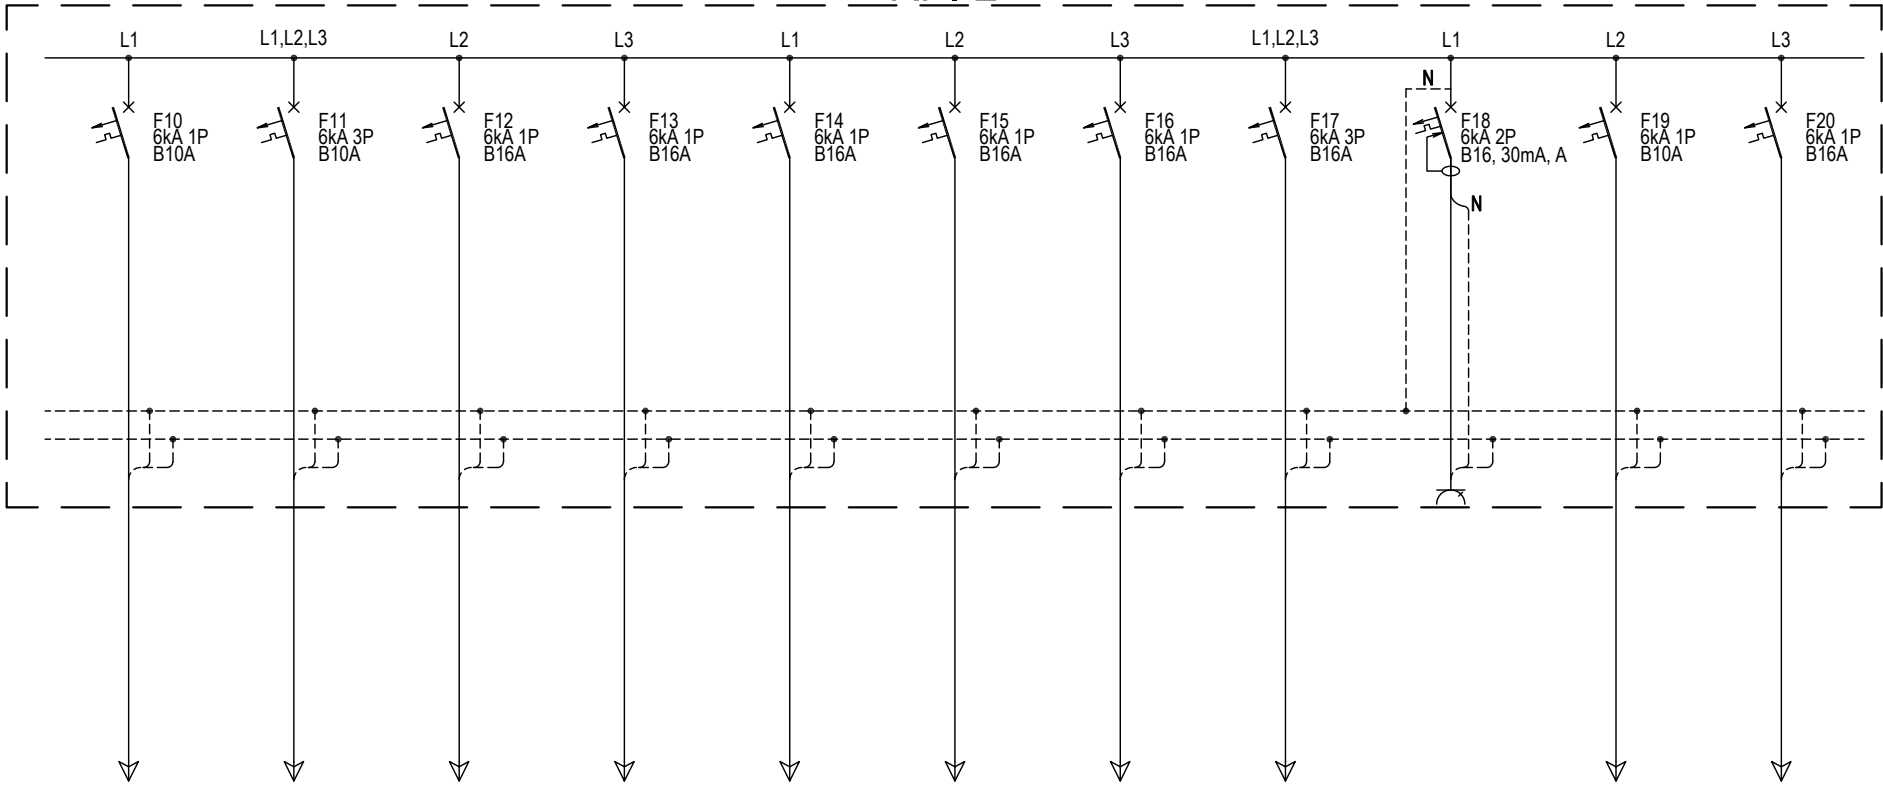 L1
L1,L2,L3
L2
L3
L1
L2
L3
L1,L2,L3
L1
L2
L3
N
F10
6kA 1P
B10A
F11
6kA 3P
B10A
F12
6kA 1P
B16A
F13
6kA 1P
B16A
F14
6kA 1P
B16A
F15
6kA 1P
B16A
F16
6kA 1P
B16A
F17
6kA 3P
B16A
F18
6kA 2P
B16, 30mA, A
F19
6kA 1P
B10A
F20
6kA 1P
B16A
N